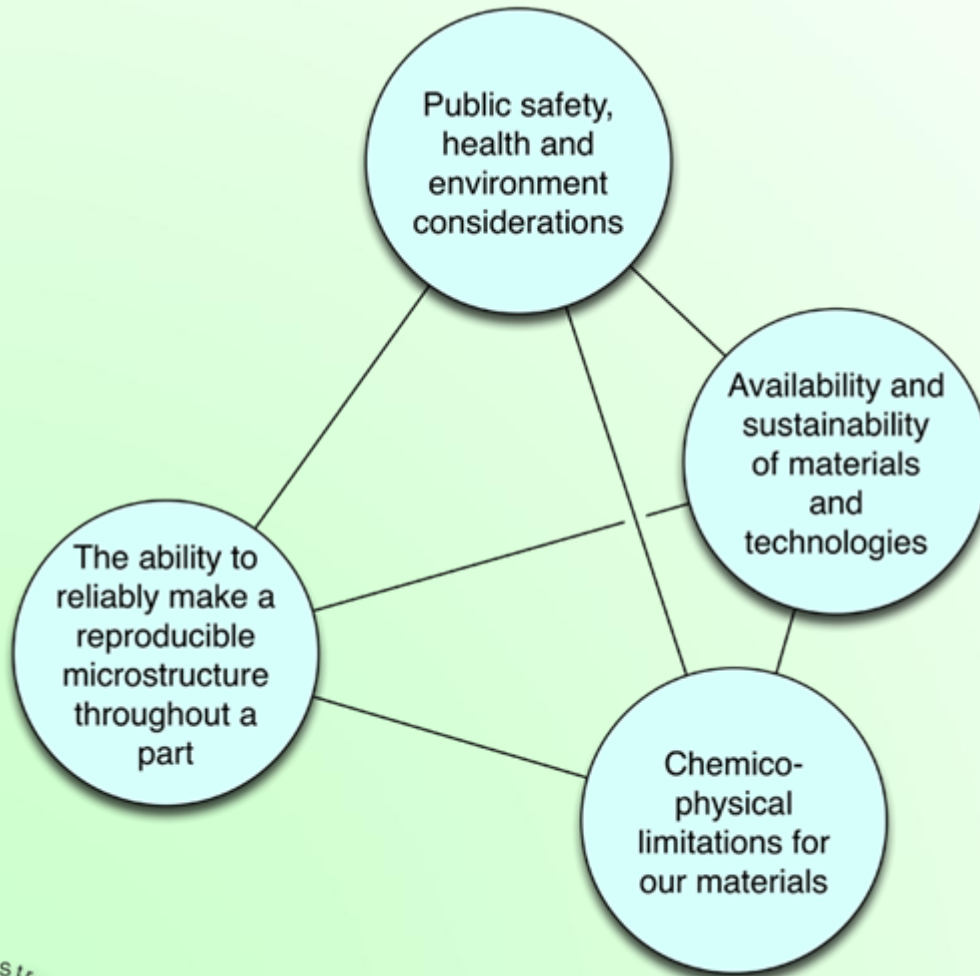 Public safety,
health and
environment
considerations
Availability and
sustainability
of materials
and
technologies
The ability to
reliably make a
reproducible
microstructure
throughout a
part
Chemico-
physical
limitations for
our materials